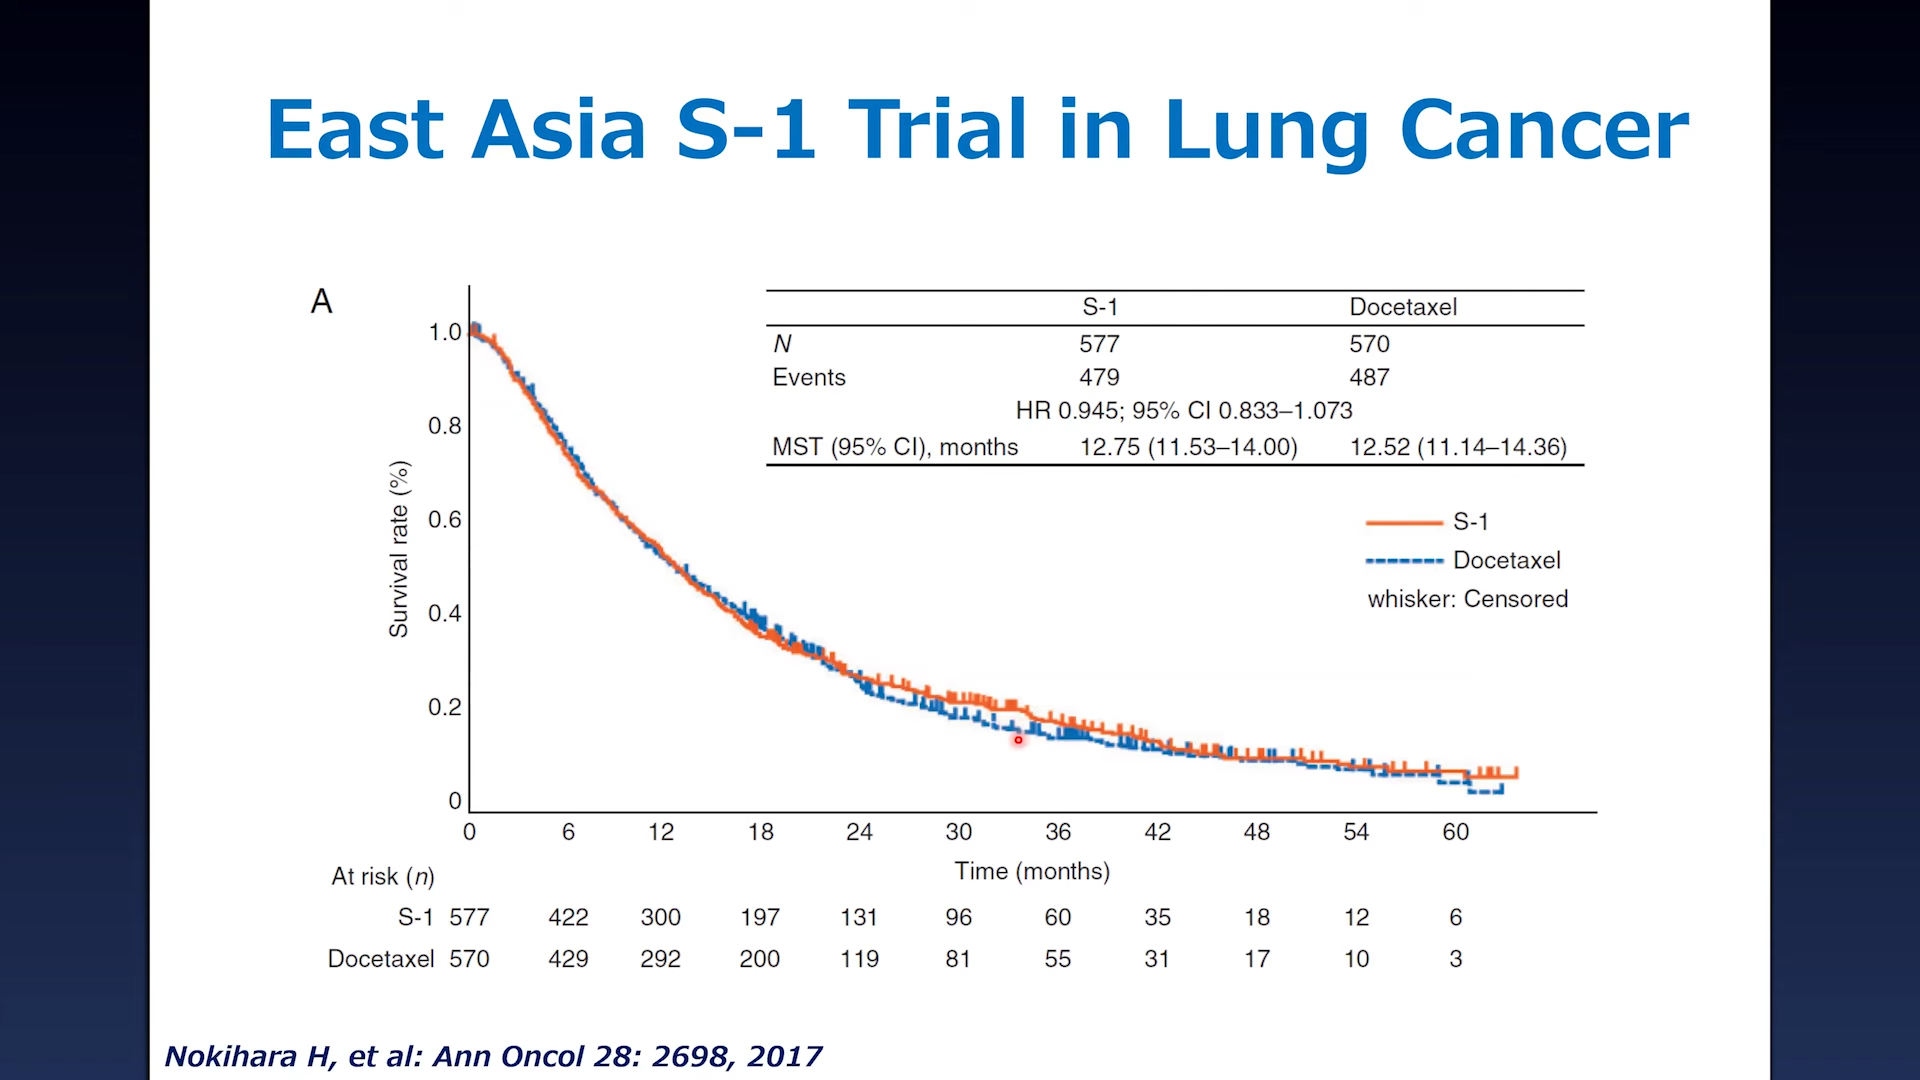 East Asia S-1 Trial in Lung Cancer
A
S-1 Docetaxel
N 577 570
Events 479 487
HR 0.945; 95% CI 0.833–1.073
MST (95% CI), months 12.75 (11.53–14.00) 12.52 (11.14–14.36)
S-1
Docetaxel
whisker: Censored
Survival rate (%)
1.0
0.8
0.6
0.4
0.2
0
0 6 12 18 24 30 36 42 48 54 60
Time (months)
At risk (n)
S-1 577 422 300 197 131 96 60 35 18 12 6
Docetaxel 570 429 292 200 119 81 55 31 17 10 3
Nokihara H, et al: Ann Oncol 28: 2698, 2017